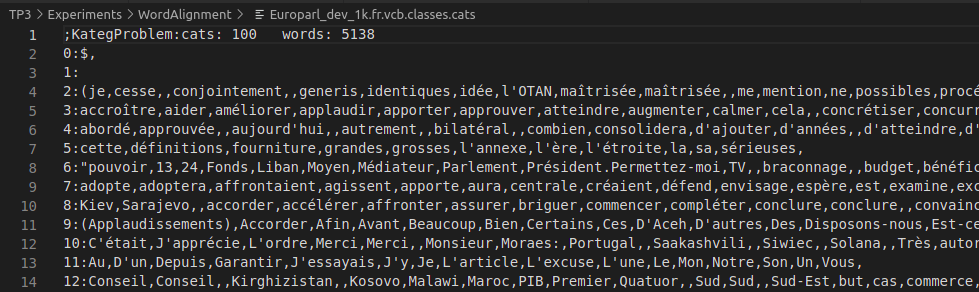 TP3 > Experiments > WordAlignment > Europarl_dev_1k.fr.vcb.classes.cats
1 ;KategProblem:cats: 100 words: 5138
2 0:$,
3 1:
4 2:(je,cesse,,conjointement,,generis,identiques,idée,l'OTAN,maîtrisée,maîtrisée,,me,mention,ne,possibles,procé
5 3:accroître,aider,améliorer,applaudir,apporter,approuver,atteindre,augmenter,calmer,cela,,concrétiser,concurr
6 4:abordé,approuvée,,aujourd'hui,,autrement,,bilatéral,,combien,consolidera,d'ajouter,d'années,,d'atteindre,d'
7 5:cette,définitions,fourniture,grandes,grosses,l'annexe,l'ère,l'étroite,la,sa,sérieuses,
8 6:"pouvoir,13,24,Fonds,Liban,Moyen,Médiateur,Parlement,Président.Permettez-moi,TV,,braconnage,,budget,bénéfic
9 7:adopte,adoptera,affrontaient,agissent,apporte,aura,centrale,créaient,défend,envisage,espère,est,examine,exc
10 8:Kiev,Sarajevo,,accorder,accélérer,affronter,assurer,briguer,commencer,compléter,conclure,conclure,,convainc
11 9:(Applaudissements),Accorder,Afin,Avant,Beaucoup,Bien,Certains,Ces,D'Aceh,D'autres,Des,Disposons-nous,Est-ce
12 10:C'était,J'apprécie,L'ordre,Merci,Merci,,Monsieur,Moraes:,Portugal,,Saakashvili,,Siwiec,,Solana,,Très,autor
13 11:Au,D'un,Depuis,Garantir,J'essayais,J'y,Je,L'article,L'excuse,L'une,Le,Mon,Notre,Son,Un,Vous,
14 12:Conseil,Conseil,,Kirghizistan,,Kosovo,Malawi,Maroc,PIB,Premier,Quatuor,,Sud,Sud,,Sud-Est,but,cas,commerce,